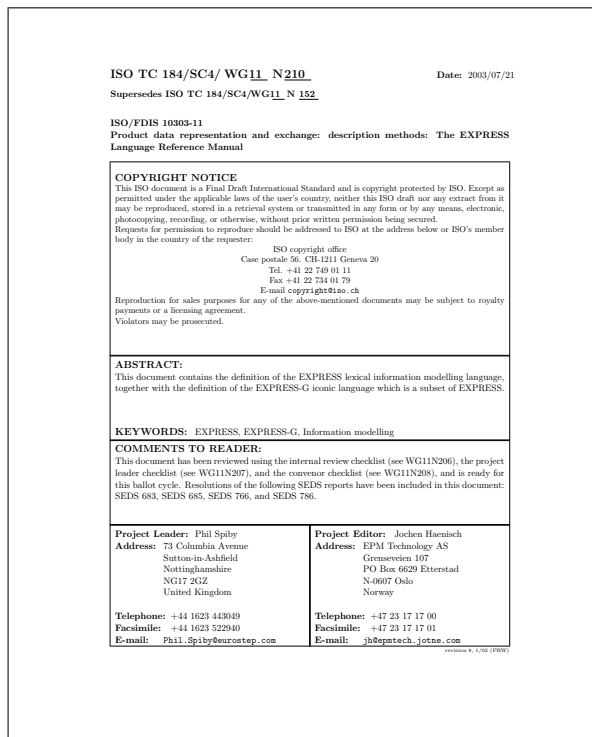 ISO TC 184/SC4/ WG11 N210 Date: 2003/07/21
Supersedes ISO TC 184/SC4/WG11 N 152
ISO/FDIS 10303-11
Product data representation and exchange: description methods: The EXPRESS
Language Reference Manual
COPYRIGHT NOTICE
This ISO document is a Final Draft International Standard and is copyright protected by ISO. Except as
permitted under the applicable laws of the user's country, neither this ISO draft nor any extract from it
may be reproduced, stored in a retrieval system or transmitted in any form or by any means, electronic,
photocopying, recording, or otherwise, without prior written permission being secured.
Requests for permission to reproduce should be addressed to ISO at the address below or ISO's member
body in the country of the requester:
ISO copyright office
Case postale 56. CH-1211 Geneva 20
Tel. +41 22 749 01 11
Fax +41 22 734 01 79
E-mail copyright@iso.ch
Reproduction for sales purposes for any of the above-mentioned documents may be subject to royalty
payments or a licensing agreement.
Violators may be prosecuted.
ABSTRACT:
This document contains the definition of the EXPRESS lexical information modelling language,
together with the definition of the EXPRESS-G iconic language which is a subset of EXPRESS.
KEYWORDS: EXPRESS, EXPRESS-G, Information modelling
COMMENTS TO READER:
This document has been reviewed using the internal review checklist (see WG11N206), the project
leader checklist (see WG11N207), and the convenor checklist (see WG11N208), and is ready for
this ballot cycle. Resolutions of the following SEDS reports have been included in this document:
SEDS 683, SEDS 685, SEDS 766, and SEDS 786.
Project Leader: Phil Spiby
Address: 73 Columbia Avenue
Sutton-in-Ashfield
Nottinghamshire
NG17 2GZ
United Kingdom
Telephone: +44 1623 443049
Facsimile: +44 1623 522940
E-mail: Phil.Spiby@eurostep.com
Project Editor: Jochen Haenisch
Address: EPM Technology AS
Grenseveien 107
PO Box 6629 Etterstad
N-0607 Oslo
Norway
Telephone: +47 23 17 17 00
Facsimile: +47 23 17 17 01
E-mail: jh@epmtech.jotne.com
revision 8, 1/02 (PRW)